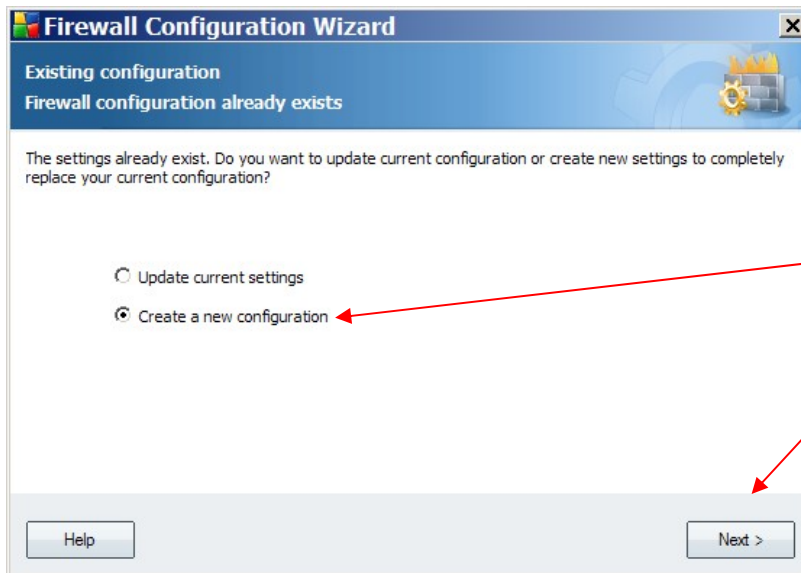 Firewall Configuration Wizard
Existing configuration
Firewall configuration already exists
The settings already exist. Do you want to update current configuration or create new settings to completely
replace your current configuration?
Update current settings
Create a new configuration
Help
Next >